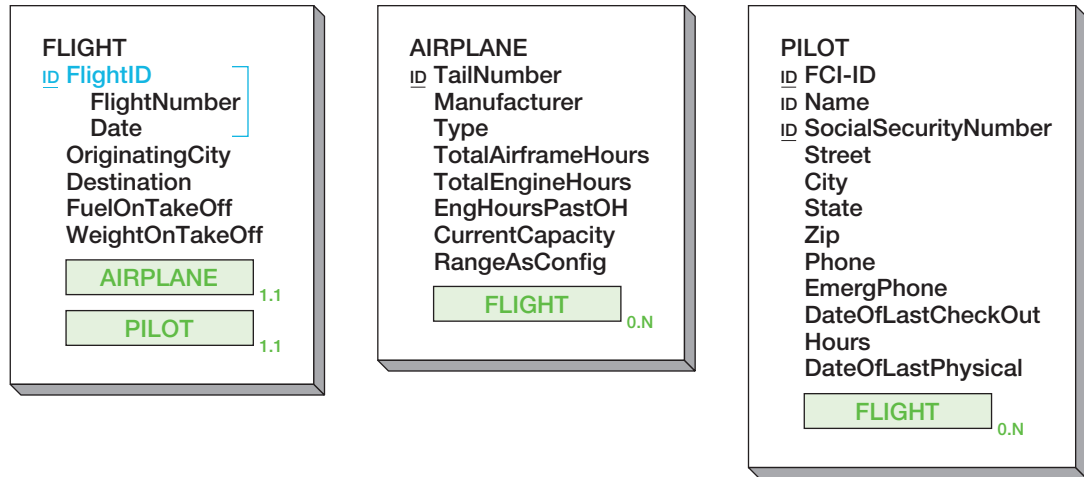 FLIGHT
ID FlightID
FlightNumber
Date
OriginatingCity
Destination
FuelOnTakeOff
WeightOnTakeOff
AIRPLANE
1.1
PILOT
1.1
AIRPLANE
ID TailNumber
Manufacturer
Type
TotalAirframeHours
TotalEngineHours
EngHoursPastOH
CurrentCapacity
RangeAsConfig
FLIGHT
0.N
PILOT
ID FCI-ID
ID Name
ID SocialSecurityNumber
Street
City
State
Zip
Phone
EmergPhone
DateOfLastCheckOut
Hours
DateOfLastPhysical
FLIGHT
0.N